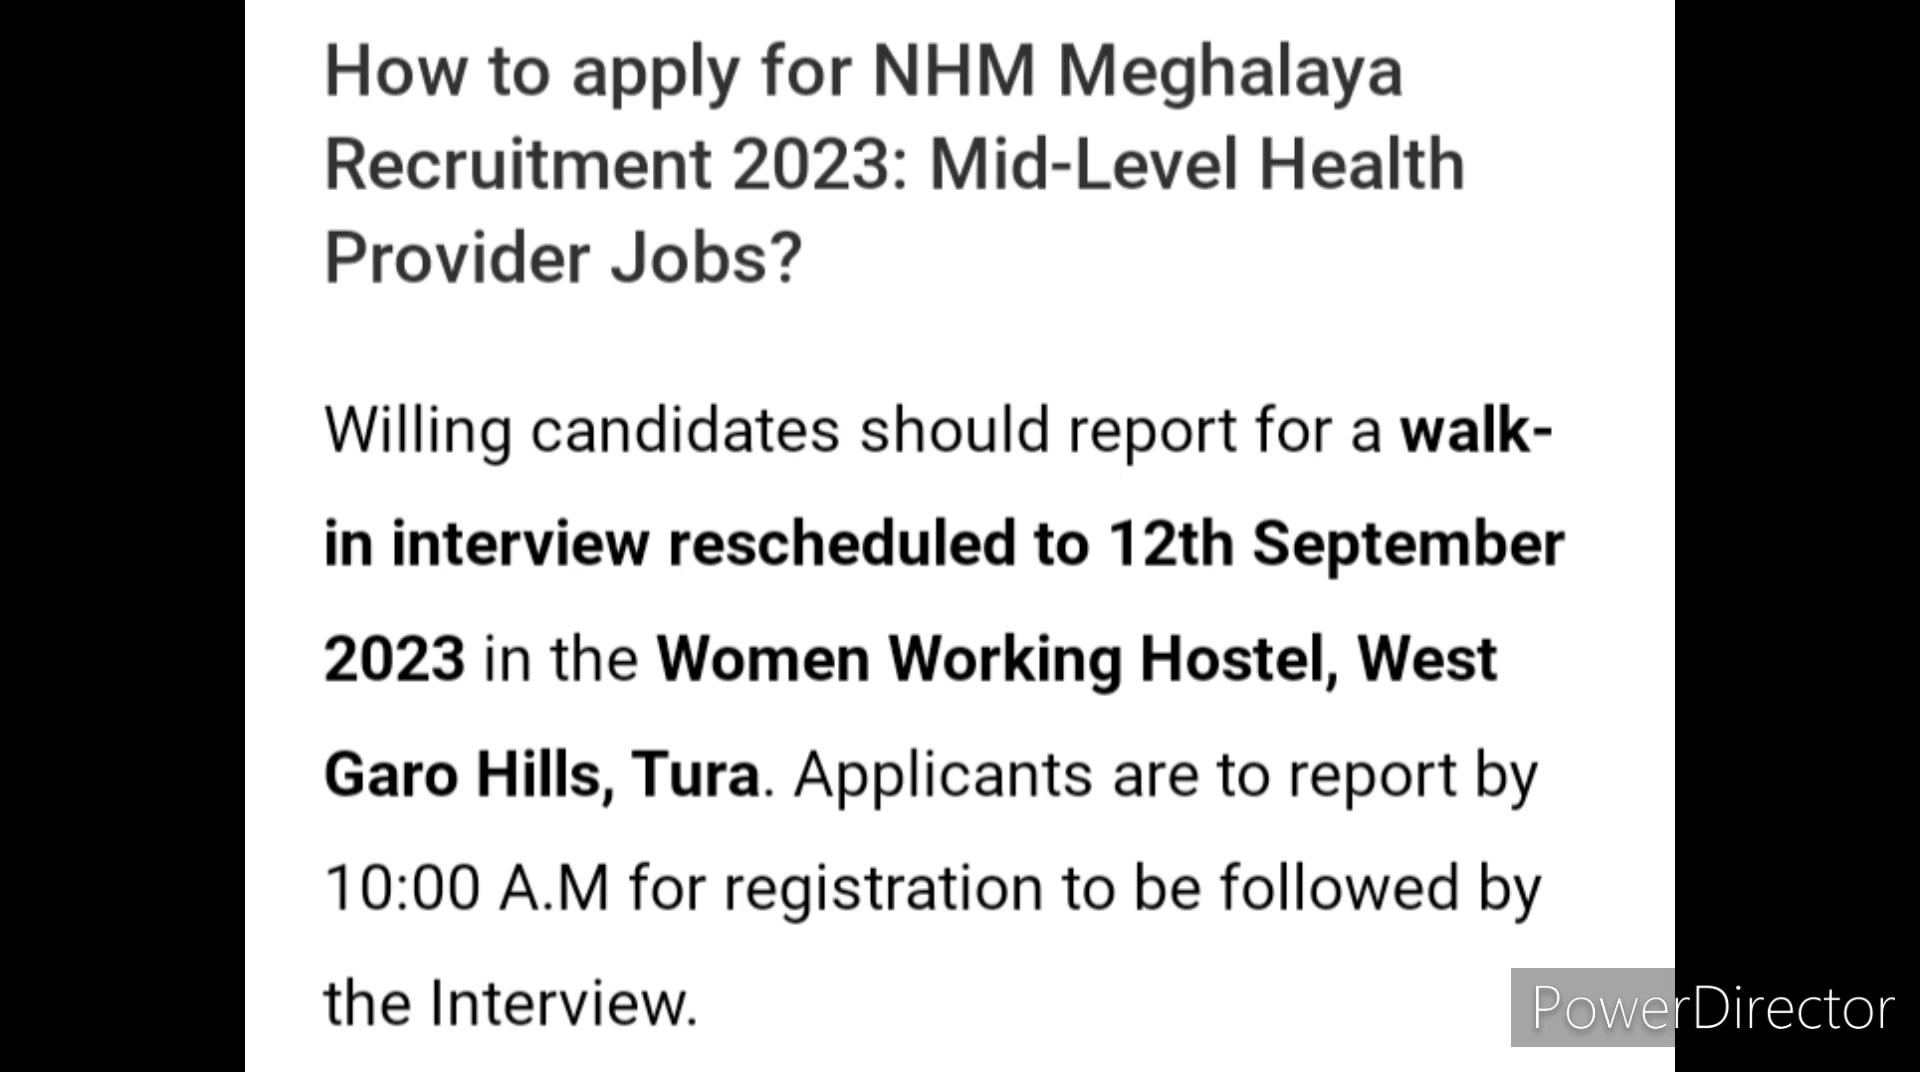 How to apply for NHM Meghalaya
Recruitment 2023: Mid-Level Health
Provider Jobs?
Willing candidates should report for a walk-
in interview rescheduled to 12th September
2023 in the Women Working Hostel, West
Garo Hills, Tura. Applicants are to report by
10:00 A.M for registration to be followed by
the Interview.
PowerDirector